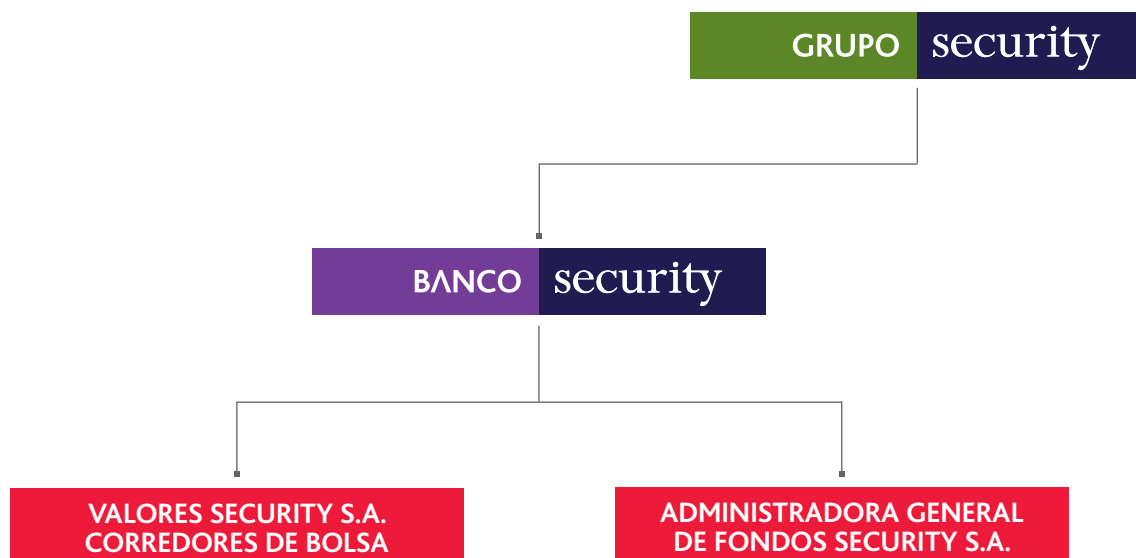 GRUPO security
BANCO security
VALORES SECURITY S.A.
CORREDORES DE BOLSA
ADMINISTRADORA GENERAL
DE FONDOS SECURITY S.A.